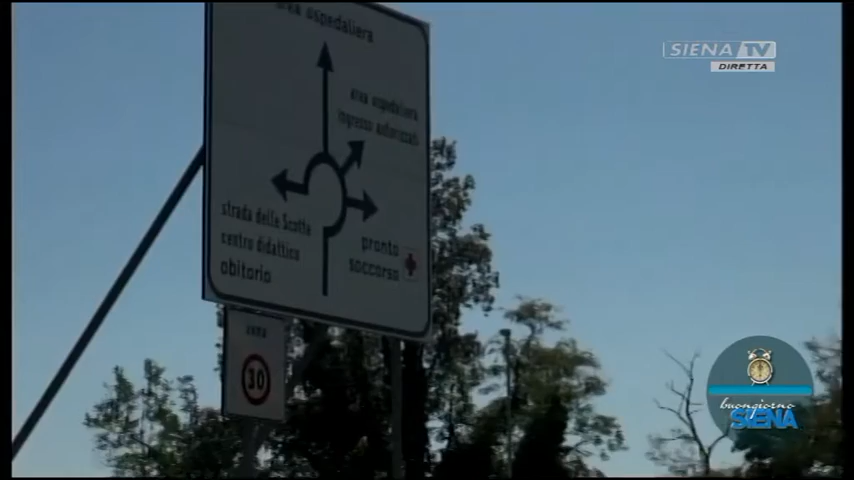 area ospedaliera
area ospedaliera
ingresso autorizzati
strada delle Scotte
centro didattico
obitorio
pronto
soccorso
zona
30
SIENA TV
DIRETTA
buongiorno
SIENA